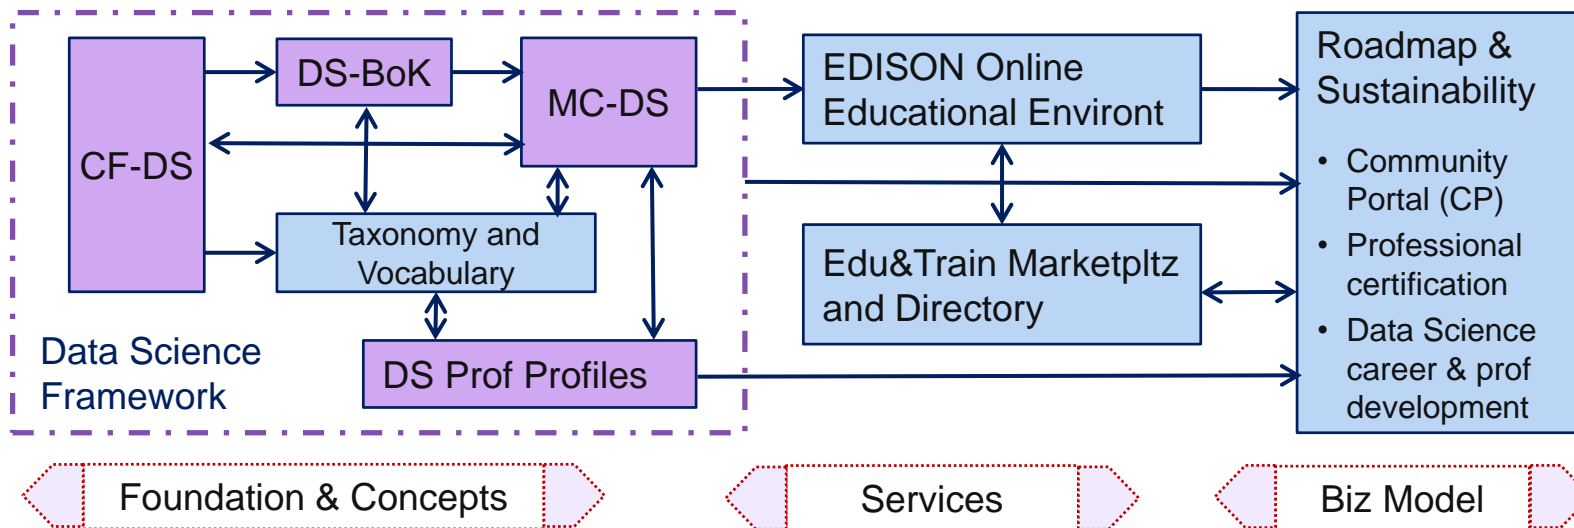 CF-DS
DS-BoK
MC-DS
Taxonomy and
Vocabulary
DS Prof Profiles
Data Science
Framework
EDISON Online
Educational Environt
Edu&Train Marketpltz
and Directory
Roadmap &
Sustainability
• Community
Portal (CP)
• Professional
certification
• Data Science
career & prof
development
Foundation & Concepts
Services
Biz Model